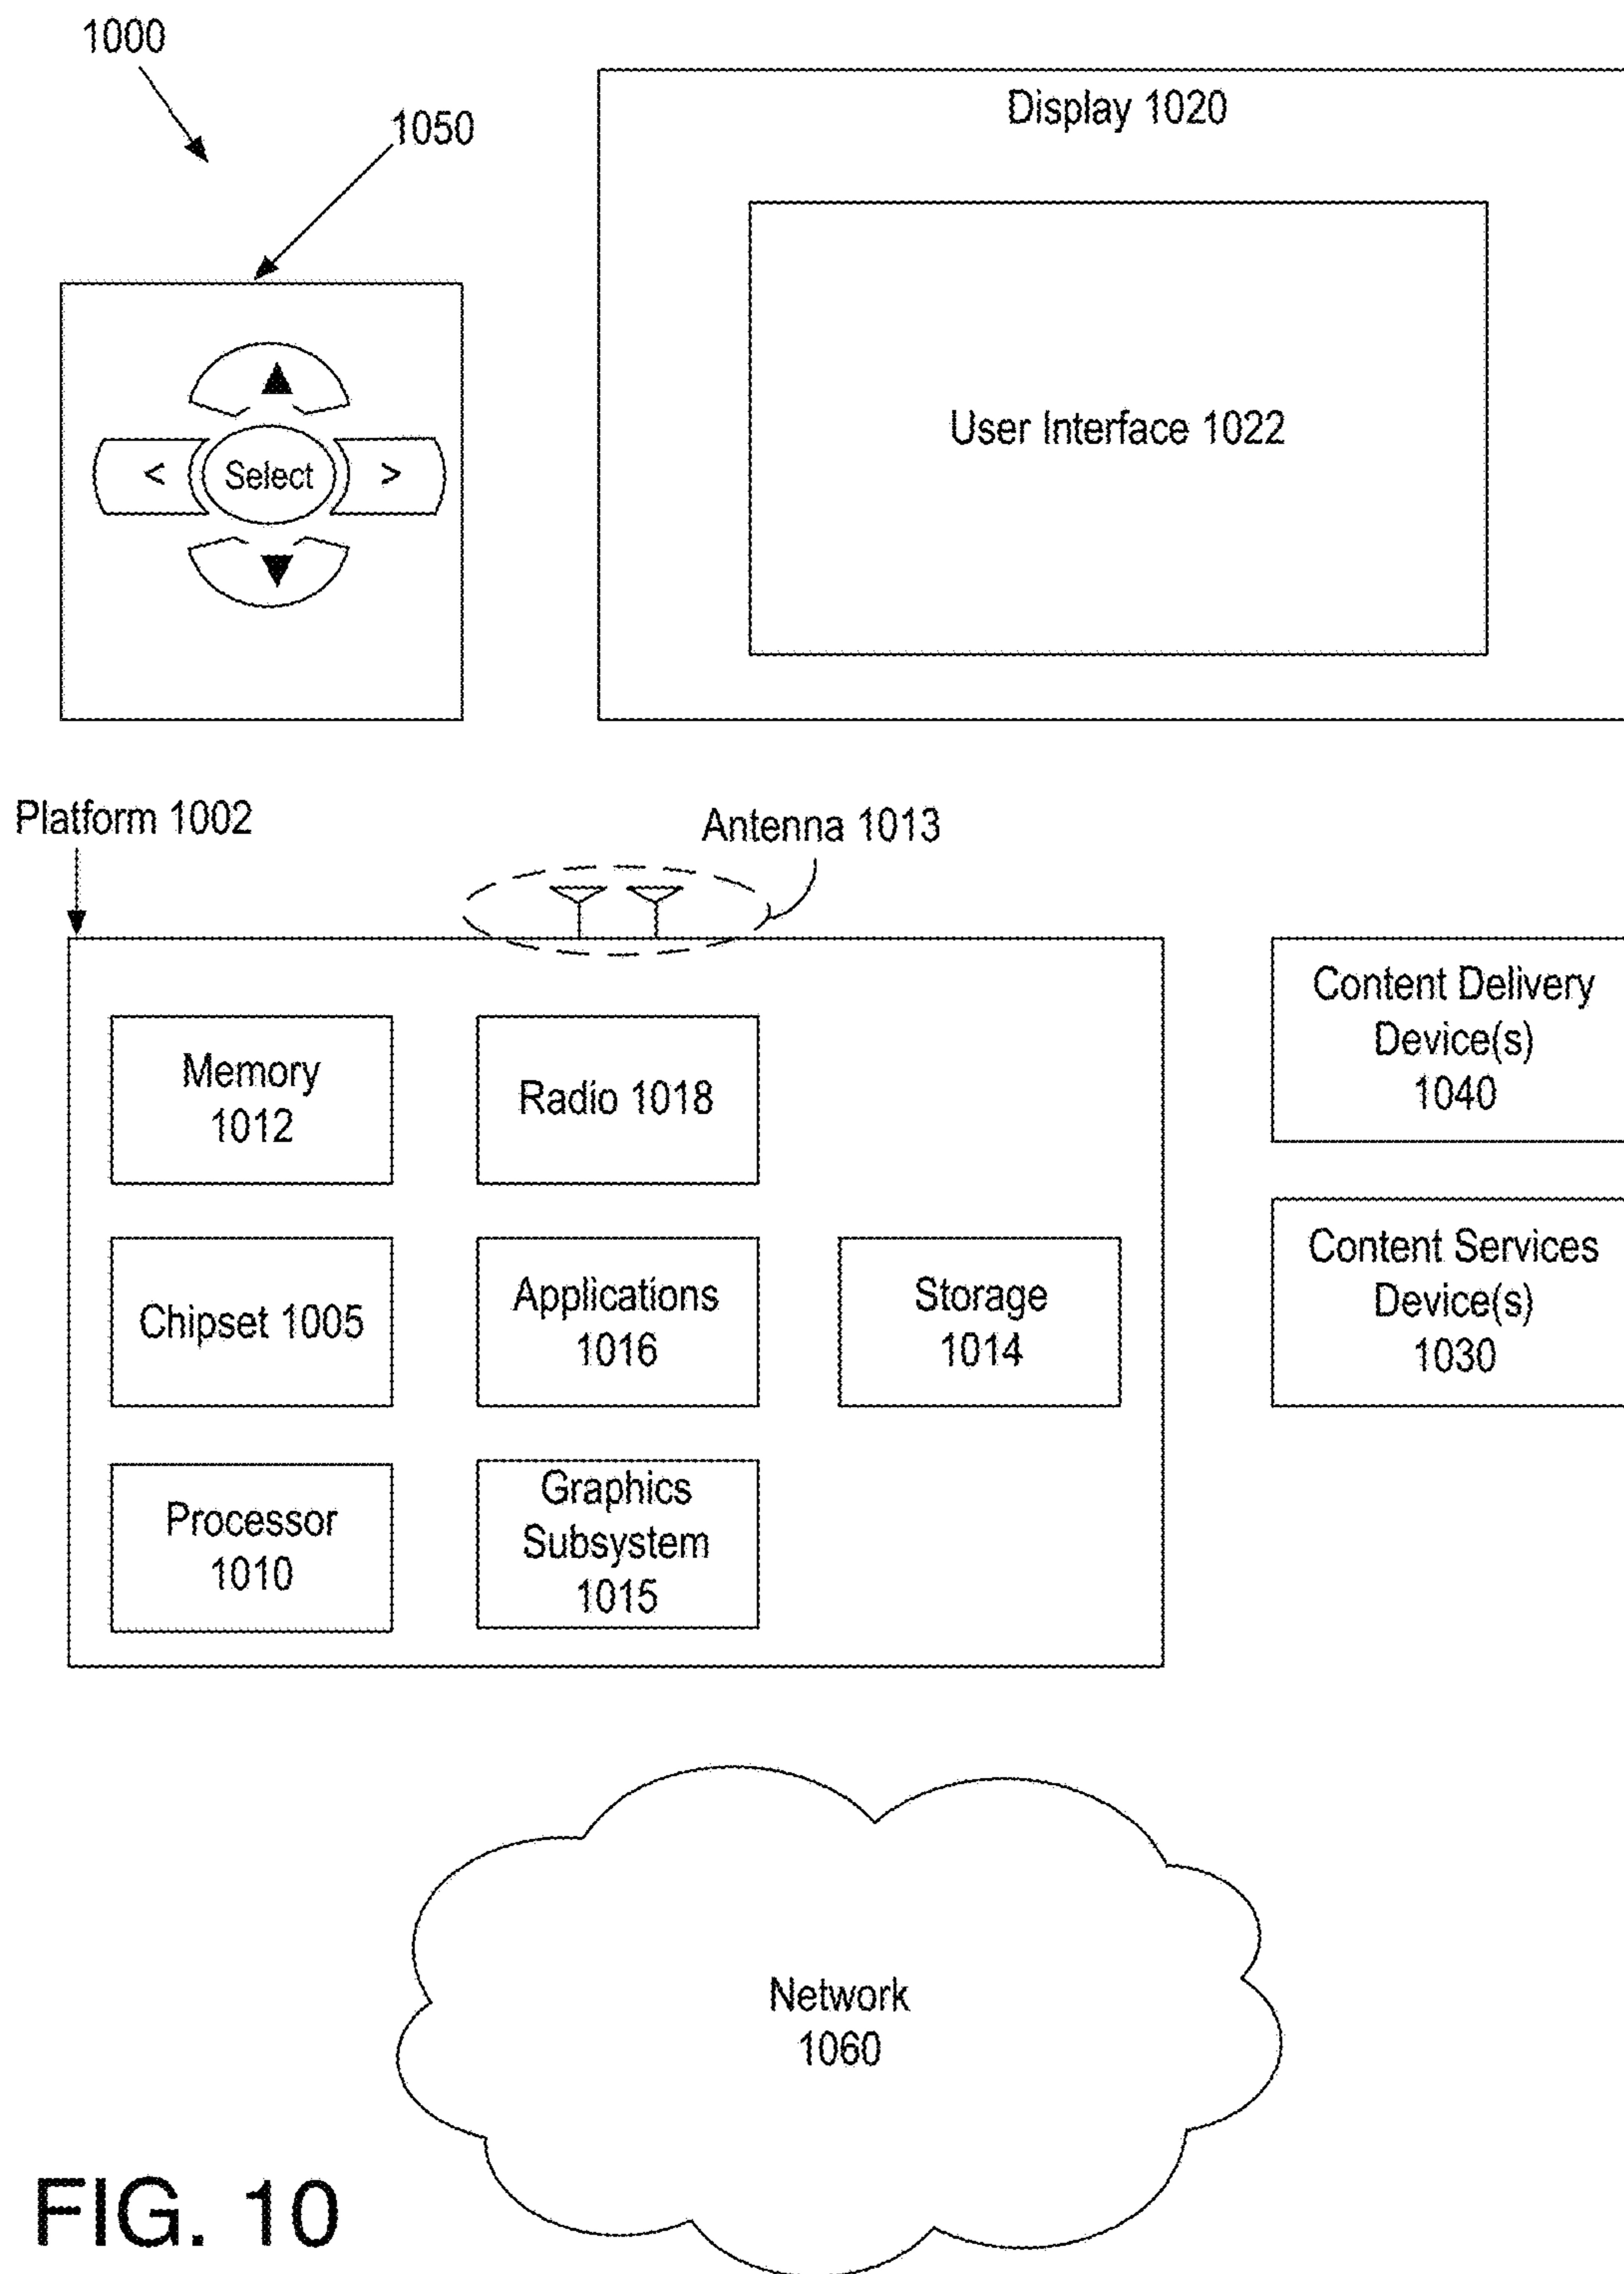 1000
1050
Display 1020
User Interface 1022
< Select >
Platform 1002
Antenna 1013
Memory
1012
Radio 1018
Chipset 1005
Applications
1016
Storage
1014
Processor
1010
Graphics
Subsystem
1015
Content Delivery
Device(s)
1040
Content Services
Device(s)
1030
Network
1060
FIG. 10